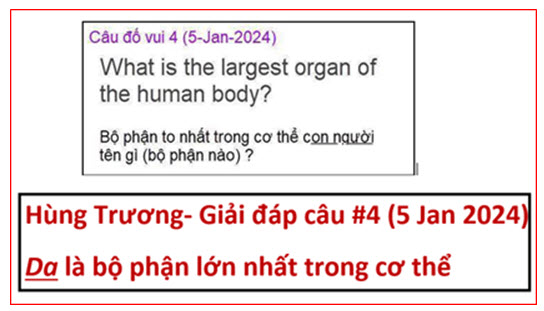 Câu đố vui 4 (5-Jan-2024)
What is the largest organ of
the human body?
Bộ phận to nhất trong cơ thể con người
tên gì (bộ phận nào) ?
Hùng Trương- Giải đáp câu #4 (5 Jan 2024)
Da là bộ phận lớn nhất trong cơ thể